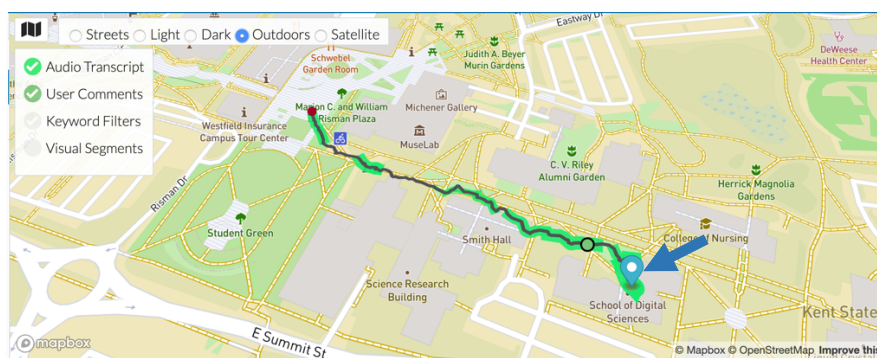 Streets Light Dark Outdoors Satellite
Audio Transcript
User Comments
Keyword Filters
Visual Segments
Eastway Dr
Judith A. Beyer
Murin Gardens
DeWeese
Health Center
Schwebel
Garden Room
Marion C. and William
Risman Plaza
Michener Gallery
Westfield Insurance
Campus Tour Center
MuseLab
C. V. Riley
Alumni Garden
Herrick Magnolia
Gardens
Risman Dr
Student Green
Smith Hall
College of Nursing
Science Research
Building
School of Digital
Sciences
Kent State
E Summit St
mapbox
© Mapbox © OpenStreetMap Improve this